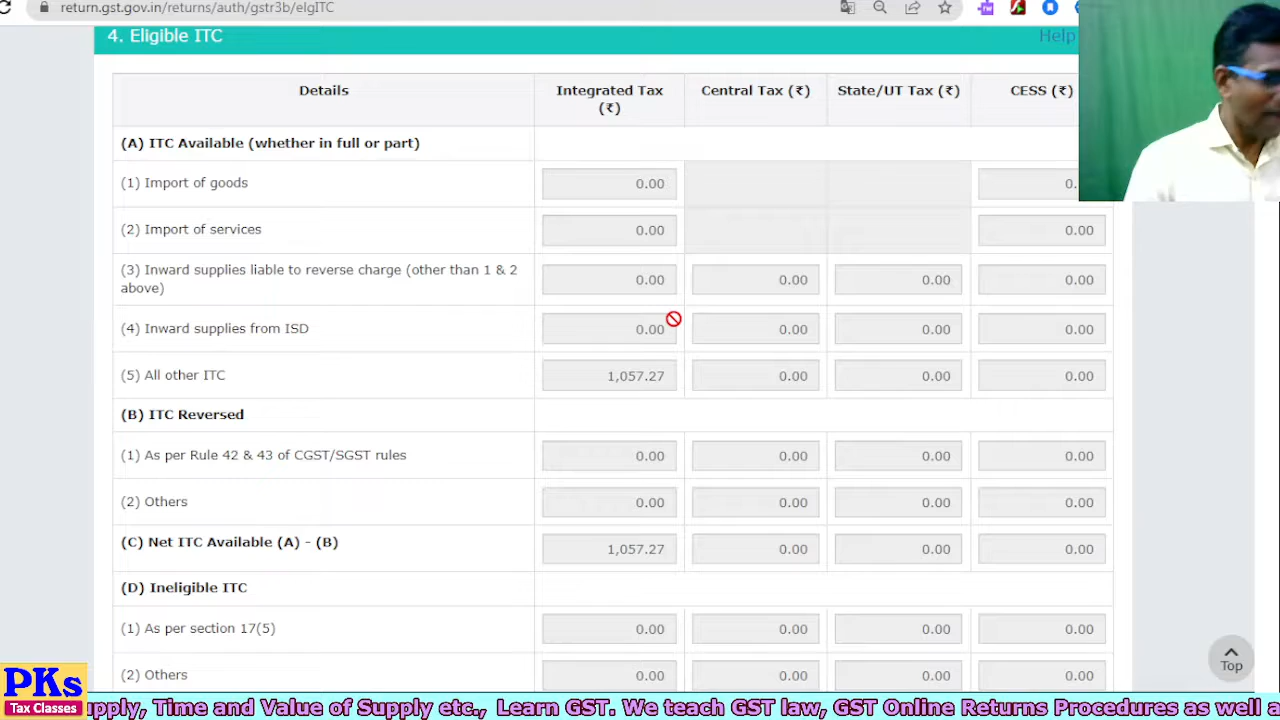 return.gst.gov.in/returns/auth/gstr3b/elgITC
4. Eligible ITC Help
Details Integrated Tax (₹) Central Tax (₹) State/UT Tax (₹) CESS (₹)
(A) ITC Available (whether in full or part)
(1) Import of goods 0.00 0.
(2) Import of services 0.00 0.00
(3) Inward supplies liable to reverse charge (other than 1 & 2 above) 0.00 0.00 0.00 0.00
(4) Inward supplies from ISD 0.00 0.00 0.00 0.00
(5) All other ITC 1,057.27 0.00 0.00 0.00
(B) ITC Reversed
(1) As per Rule 42 & 43 of CGST/SGST rules 0.00 0.00 0.00 0.00
(2) Others 0.00 0.00 0.00 0.00
(C) Net ITC Available (A) - (B) 1,057.27 0.00 0.00 0.00
(D) Ineligible ITC
(1) As per section 17(5) 0.00 0.00 0.00 0.00
(2) Others 0.00 0.00 0.00 0.00
Top
PKs
Tax Classes
upply, Time and Value of Supply etc., Learn GST. We teach GST law, GST Online Returns Procedures as well a